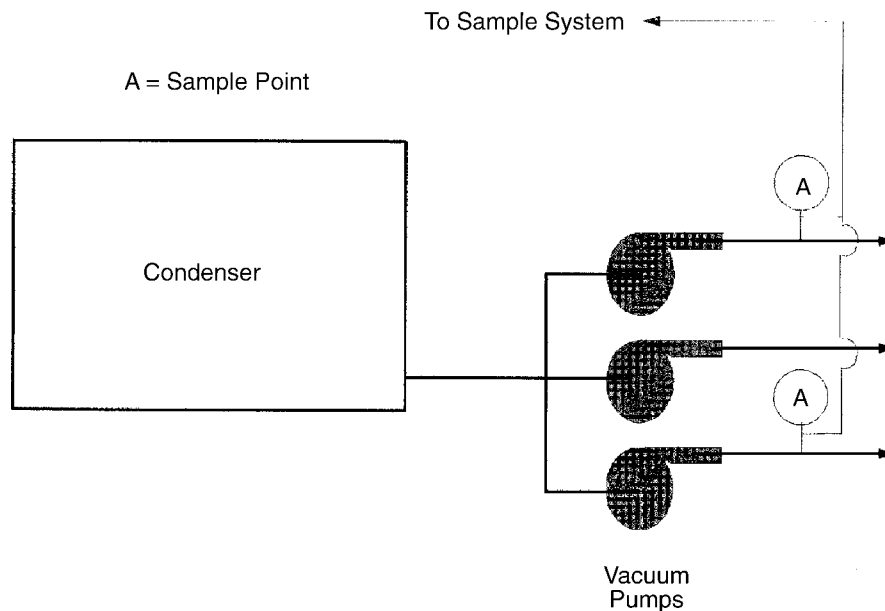 To Sample System
A = Sample Point
A
Condenser
A
Vacuum
Pumps